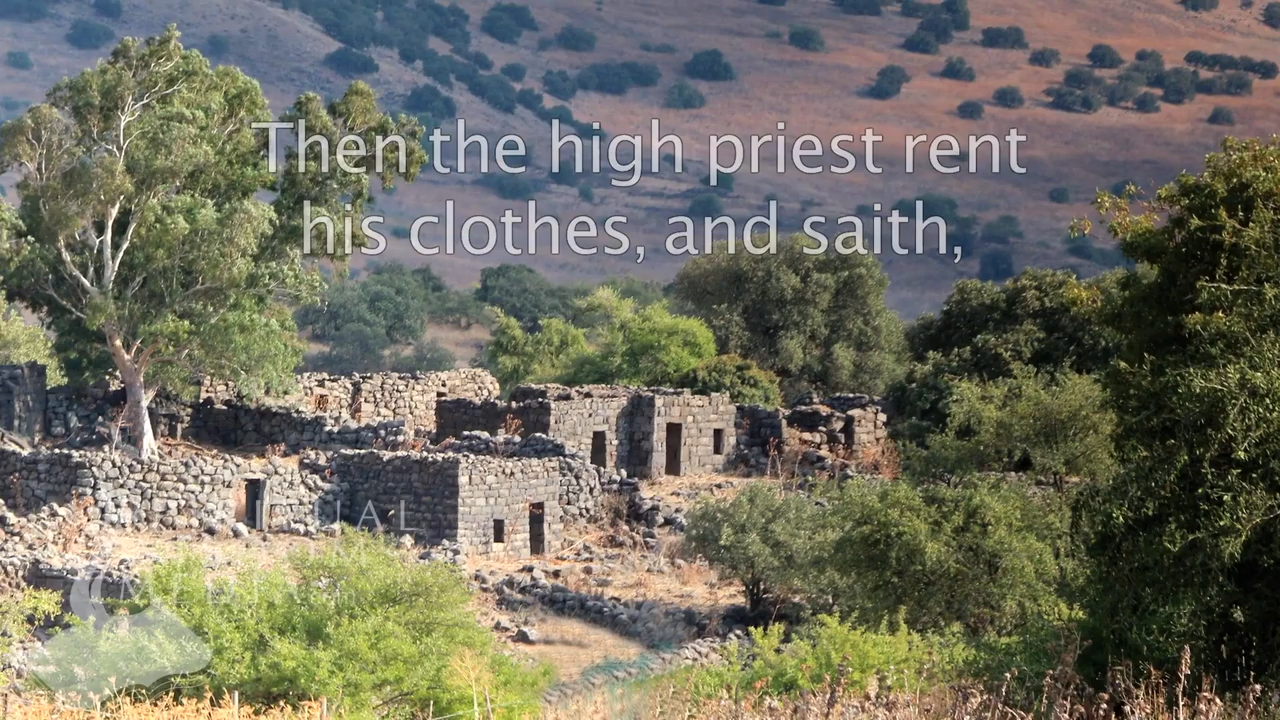 Then the high priest rent
his clothes, and saith,